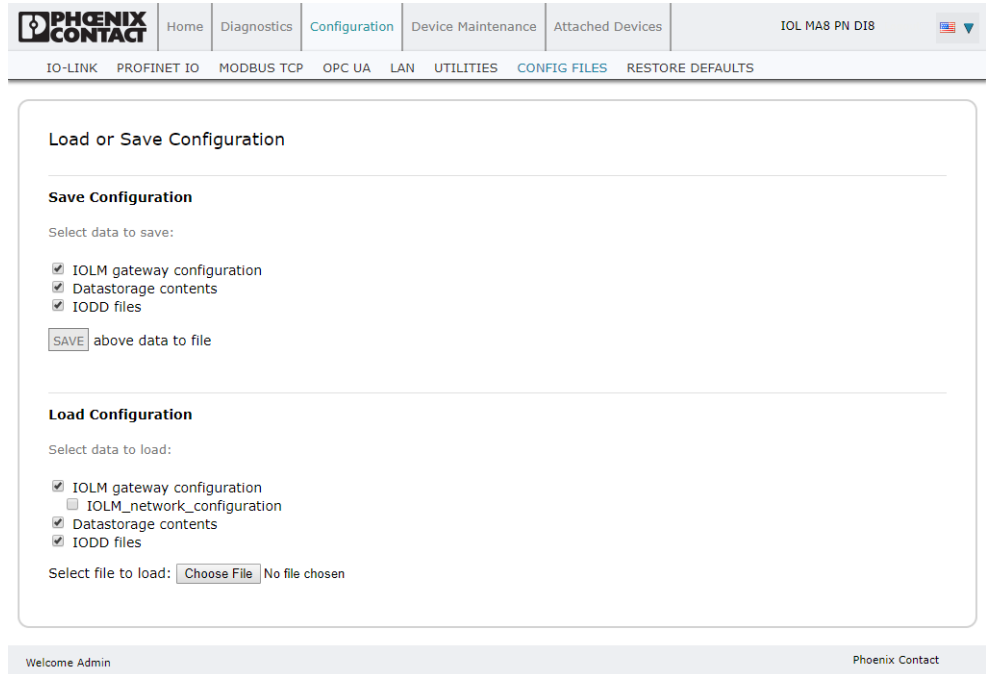 PHŒNIX
CONTACT
Home Diagnostics Configuration Device Maintenance Attached Devices IOL MA8 PN DI8
IO-LINK PROFINET IO MODBUS TCP OPC UA LAN UTILITIES CONFIG FILES RESTORE DEFAULTS
Load or Save Configuration
Save Configuration
Select data to save:
IOLM gateway configuration
Datastorage contents
IODD files
SAVE above data to file
Load Configuration
Select data to load:
IOLM gateway configuration
IOLM_network_configuration
Datastorage contents
IODD files
Select file to load: Choose File No file chosen
Welcome Admin Phoenix Contact